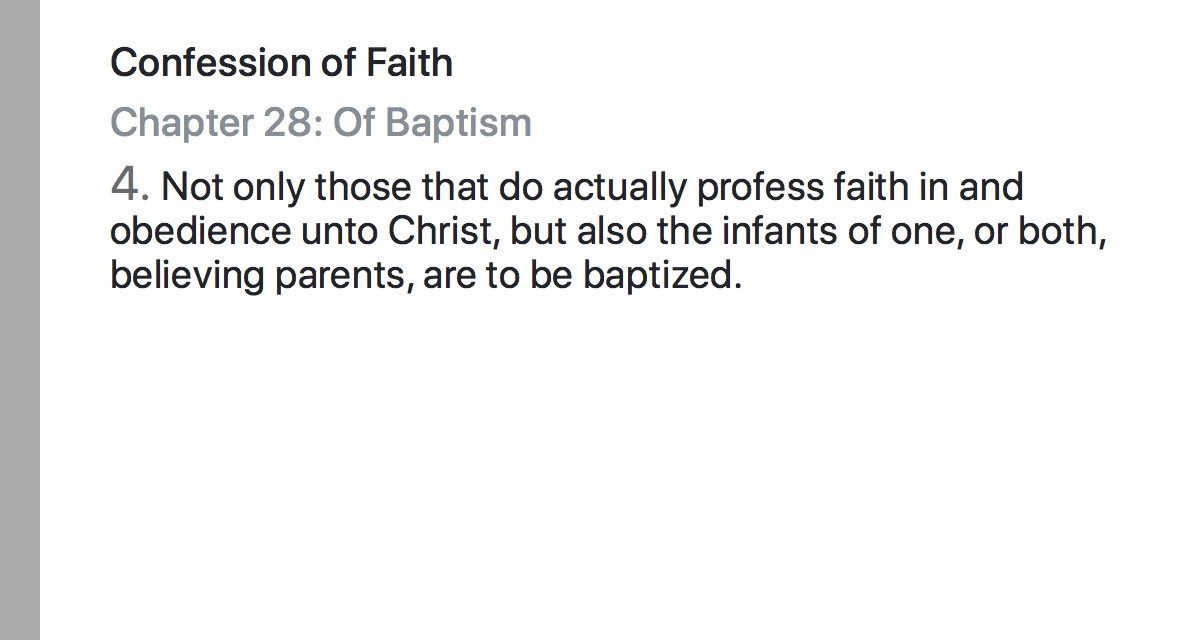 Confession of Faith
Chapter 28: Of Baptism
4. Not only those that do actually profess faith in and
obedience unto Christ, but also the infants of one, or both,
believing parents, are to be baptized.